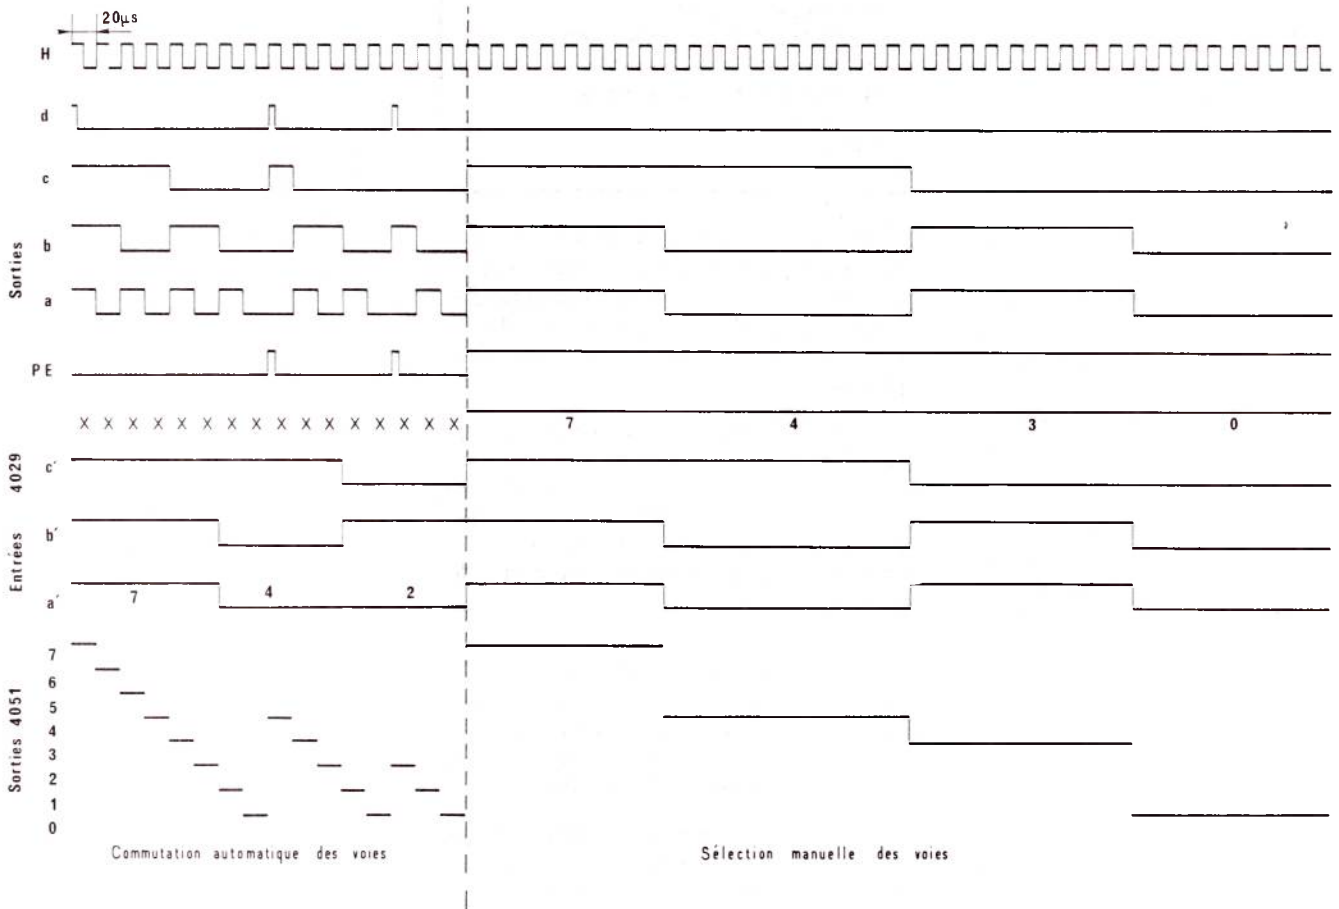 20µs
H
d
c
Sorties
b
a
PE
X X X X X X X X X X X X X X X X
7 4 3 0
4029
c'
Entrées
b'
a'
7 4 2
Sorties 4051
7
6
5
4
3
2
1
0
Commutation automatique des voies
Sélection manuelle des voies